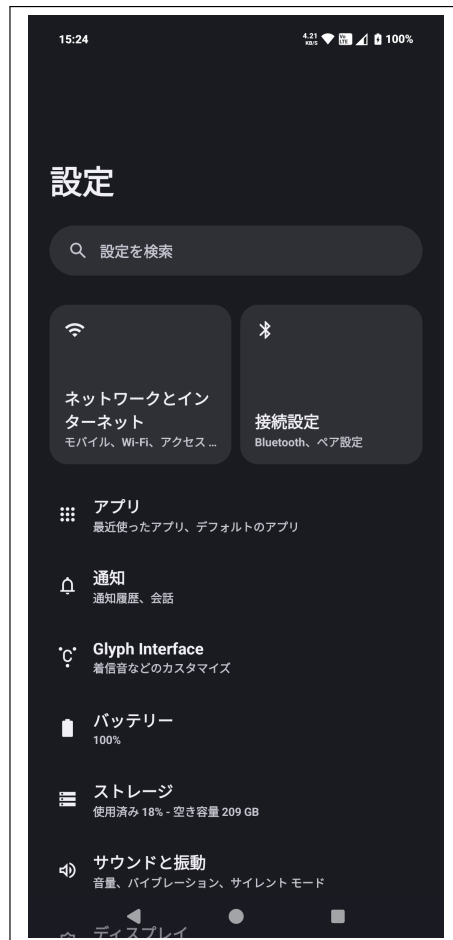 15:24
4.21
KB/S
Vo
LTE
100%
設定
設定を検索
ネットワークとイン
ターネット
モバイル、Wi-Fi、アクセス ...
接続設定
Bluetooth、ペア設定
アプリ
最近使ったアプリ、デフォルトのアプリ
通知
通知履歴、会話
Glyph Interface
着信音などのカスタマイズ
バッテリー
100%
ストレージ
使用済み 18% - 空き容量 209 GB
サウンドと振動
音量、バイブレーション、サイレント モード
ディスプレイ